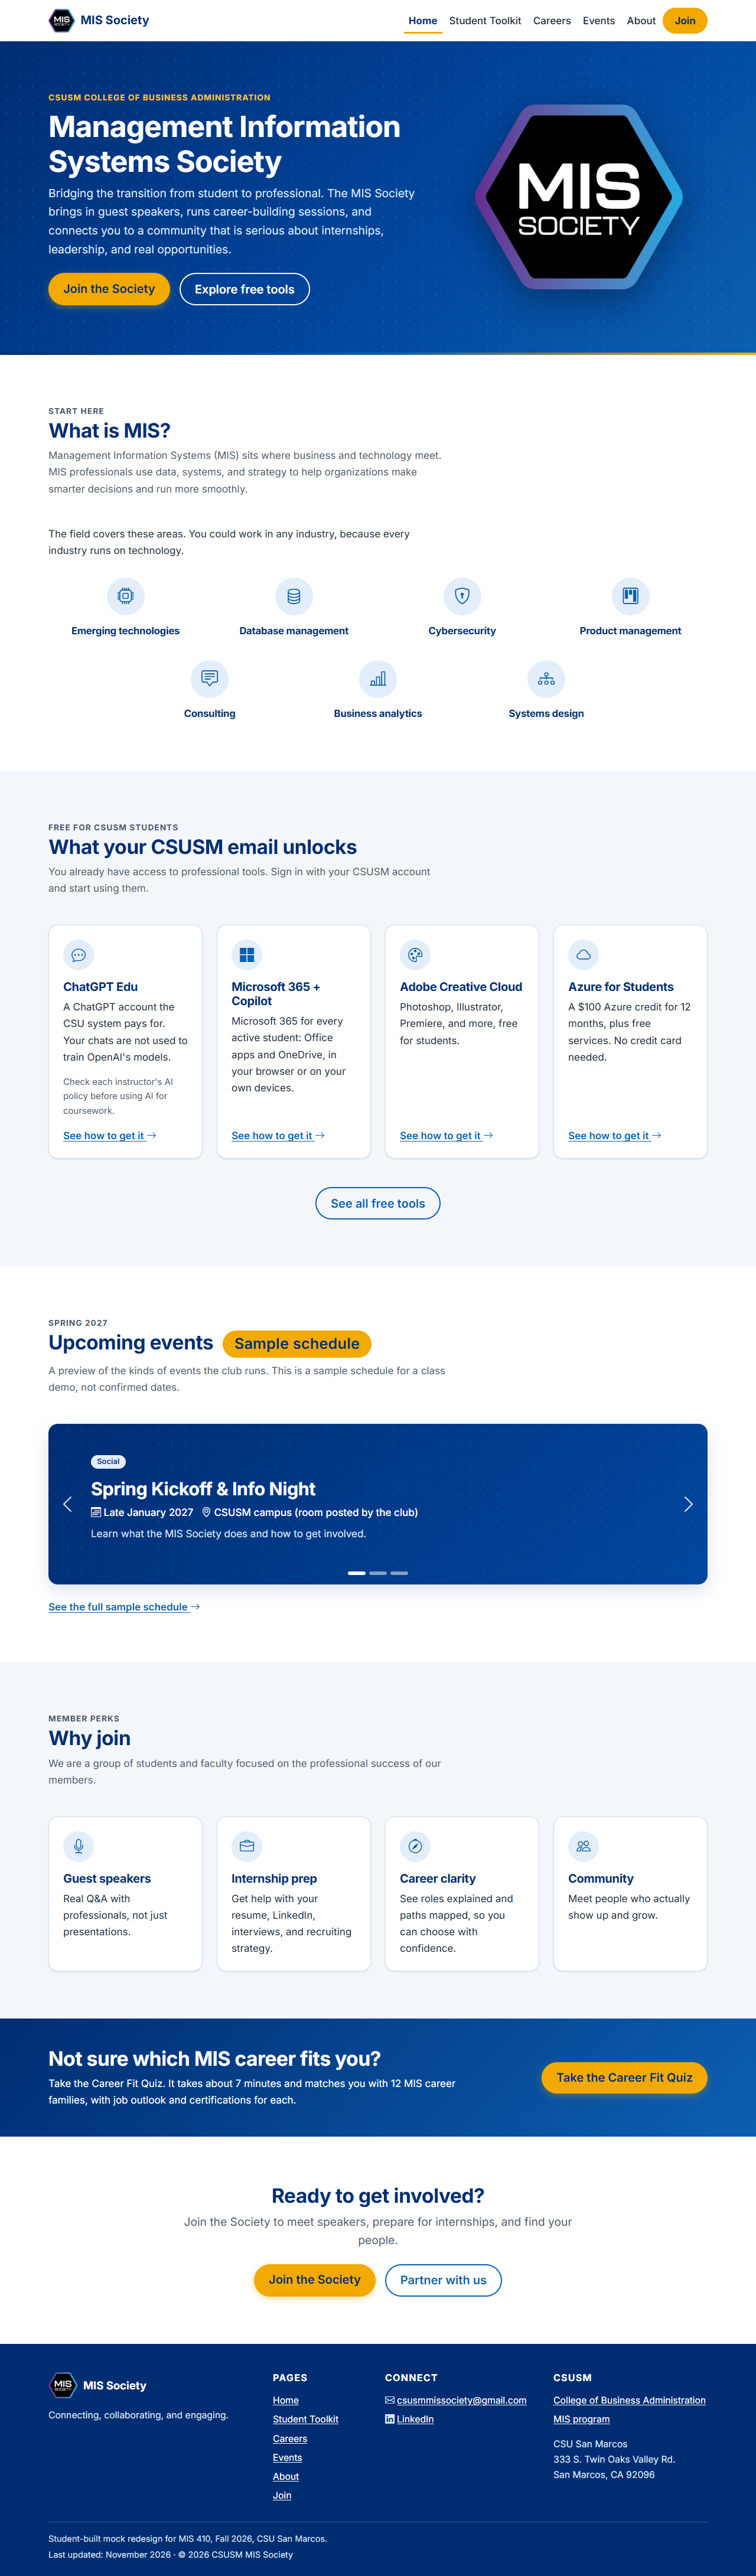 MIS SOCIETY MIS Society
Home Student Toolkit Careers Events About Join
CSUSM COLLEGE OF BUSINESS ADMINISTRATION
Management Information
Systems Society
Bridging the transition from student to professional. The MIS Society
brings in guest speakers, runs career-building sessions, and
connects you to a community that is serious about internships,
leadership, and real opportunities.
Join the Society Explore free tools
MIS
SOCIETY
START HERE
What is MIS?
Management Information Systems (MIS) sits where business and technology meet.
MIS professionals use data, systems, and strategy to help organizations make
smarter decisions and run more smoothly.
The field covers these areas. You could work in any industry, because every
industry runs on technology.
Emerging technologies Database management Cybersecurity Product management
Consulting Business analytics Systems design
FREE FOR CSUSM STUDENTS
What your CSUSM email unlocks
You already have access to professional tools. Sign in with your CSUSM account
and start using them.
ChatGPT Edu
A ChatGPT account the
CSU system pays for.
Your chats are not used to
train OpenAI's models.
Check each instructor's AI
policy before using AI for
coursework.
See how to get it
Microsoft 365 +
Copilot
Microsoft 365 for every
active student: Office
apps and OneDrive, in
your browser or on your
own devices.
See how to get it
Adobe Creative Cloud
Photoshop, Illustrator,
Premiere, and more, free
for students.
See how to get it
Azure for Students
A $100 Azure credit for 12
months, plus free
services. No credit card
needed.
See how to get it
See all free tools
SPRING 2027
Upcoming events Sample schedule
A preview of the kinds of events the club runs. This is a sample schedule for a class
demo, not confirmed dates.
Social
Spring Kickoff & Info Night
Late January 2027 CSUSM campus (room posted by the club)
Learn what the MIS Society does and how to get involved.
See the full sample schedule
MEMBER PERKS
Why join
We are a group of students and faculty focused on the professional success of our
members.
Guest speakers
Real Q&A with
professionals, not just
presentations.
Internship prep
Get help with your
resume, LinkedIn,
interviews, and recruiting
strategy.
Career clarity
See roles explained and
paths mapped, so you
can choose with
confidence.
Community
Meet people who actually
show up and grow.
Not sure which MIS career fits you?
Take the Career Fit Quiz. It takes about 7 minutes and matches you with 12 MIS career
families, with job outlook and certifications for each.
Take the Career Fit Quiz
Ready to get involved?
Join the Society to meet speakers, prepare for internships, and find your
people.
Join the Society Partner with us
MIS SOCIETY MIS Society
Connecting, collaborating, and engaging.
PAGES
Home
Student Toolkit
Careers
Events
About
Join
CONNECT
csusmmissociety@gmail.com
LinkedIn
CSUSM
College of Business Administration
MIS program
CSU San Marcos
333 S. Twin Oaks Valley Rd.
San Marcos, CA 92096
Student-built mock redesign for MIS 410, Fall 2026, CSU San Marcos.
Last updated: November 2026 · © 2026 CSUSM MIS Society